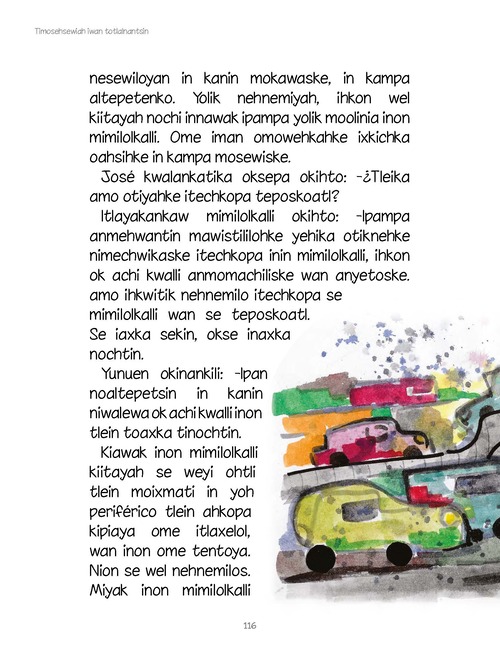 Timosehsewiah iwan totlalnantsin
nesewiloyan in kanin mokawaske, in kampa
altepetenko. Yolik nehnemiyah, ihkon wel
kiitayah nochi innawak ipampa yolik moolinia inon
mimilolkalli. Ome iman omowehkahke ixkichka
oahsihke in kampa mosewiske.
José kwalankatika oksepa okihto: -¿Tleika
amo otiyahke itechkopa teposkoatl?
Itlayakankaw mimilolkalli okihto: -Ipampa
anmehwantin mawistililohke yehika otiknehke
nimechwikaske itechkopa inin mimilolkalli, ihkon
ok achi kwalli anmomachiliske wan anyetoske.
amo ihkwitik nehnemilo itechkopa se
mimilolkalli wan se teposkoatl.
Se iaxka sekin, okse inaxka
nochtin.
Yunuen okinankili: -Ipan
noaltepetsin in kanin
niwalewa ok achi kwalli inon
tlein toaxka tinochtin.
Kiawak inon mimilolkalli
kiitayah se weyi ohtli
tlein moixmati in yoh
periférico tlein ahkopa
kipiaya ome itlaxelol,
wan inon ome tentoya.
Nion se wel nehnemilos.
Miyak inon mimilolkalli
116